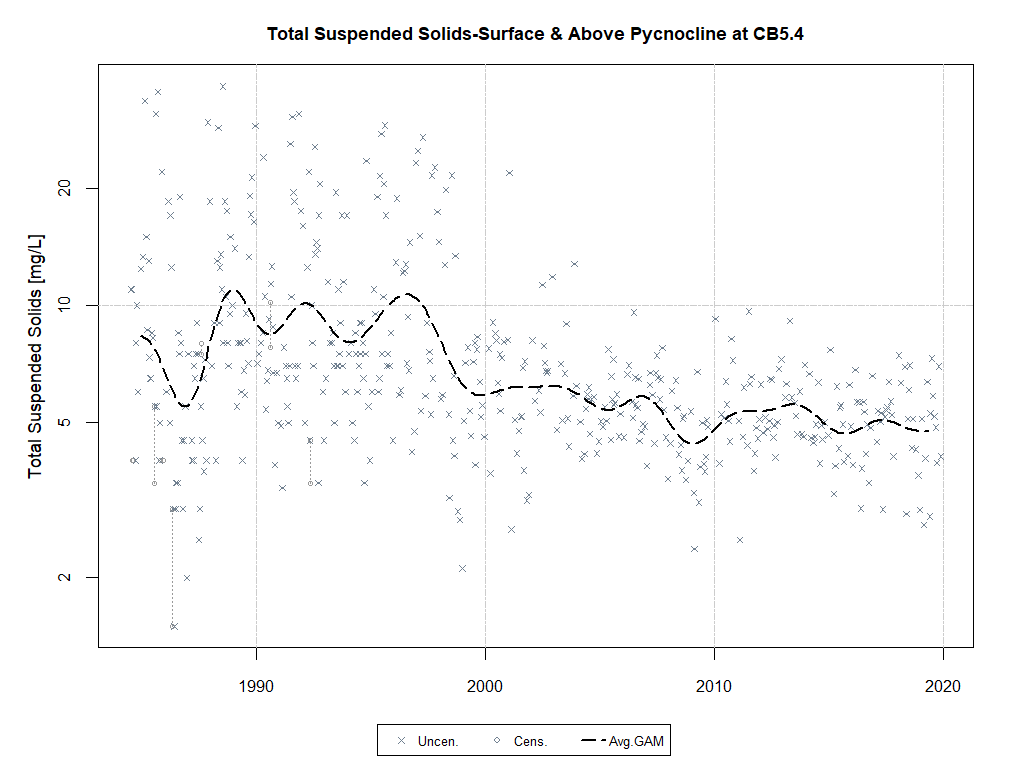 Total Suspended Solids-Surface & Above Pycnocline at CB5.4
Total Suspended Solids [mg/L]
20
10
5
2
1990 2000 2010 2020
Uncen. Cens. Avg.GAM